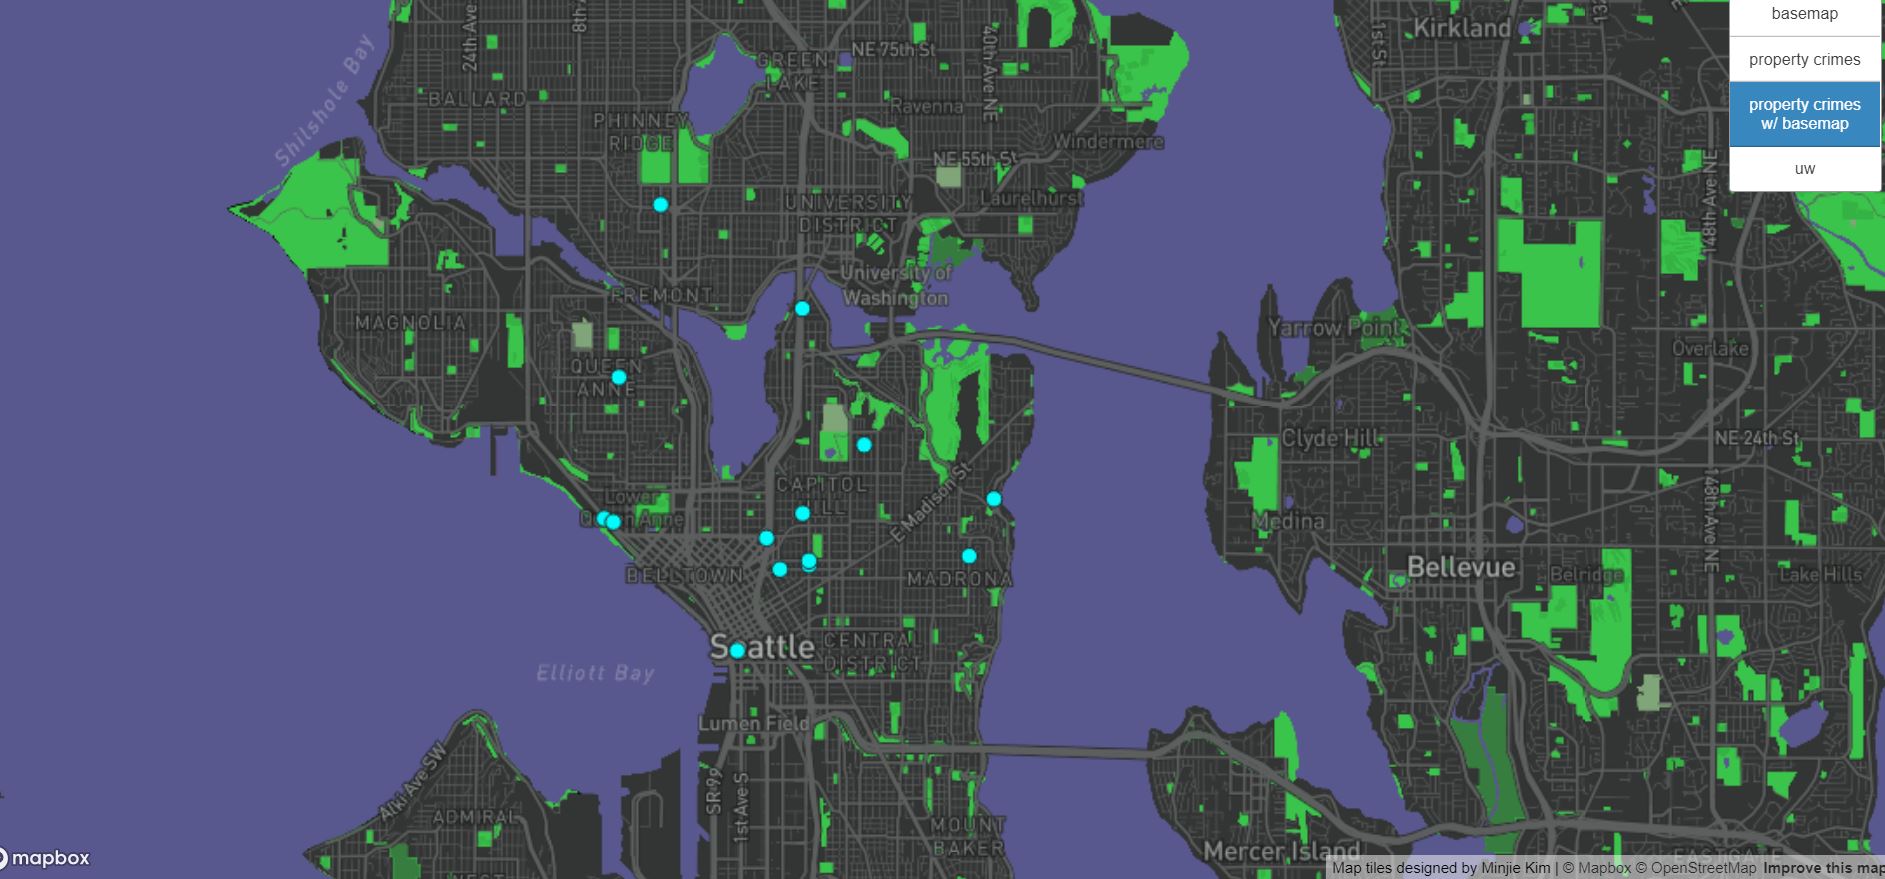 basemap
property crimes
property crimes
w/ basemap
uw
Kirkland
24th Ave
8th
1st St
40th Ave NE
NE 75th St
GREEN
LAKE
Shilshole Bay
BALLARD
PHINNEY
RIDGE
Ravenna
Windermere
NE 55th St
Laurelhurst
UNIVERSITY
DISTRICT
University of
Washington
148th Ave NE
FREMONT
MAGNOLIA
QUEEN
ANNE
Yarrow Point
Overlake
Clyde Hill
NE 24th St
CAPITOL
HILL
Lower
Queen Anne
E Madison St
Medina
148th Ave NE
BELLTOWN
MADRONA
Bellevue
Belridge
Lake Hills
Seattle
CENTRAL
DISTRICT
Elliott Bay
Lumen Field
Alki Ave SW
SR 99
1st Ave S
ADMIRAL
MOUNT
BAKER
Mercer Island
EASTGATE
WEST
mapbox
Map tiles designed by Minjie Kim | © Mapbox © OpenStreetMap Improve this map